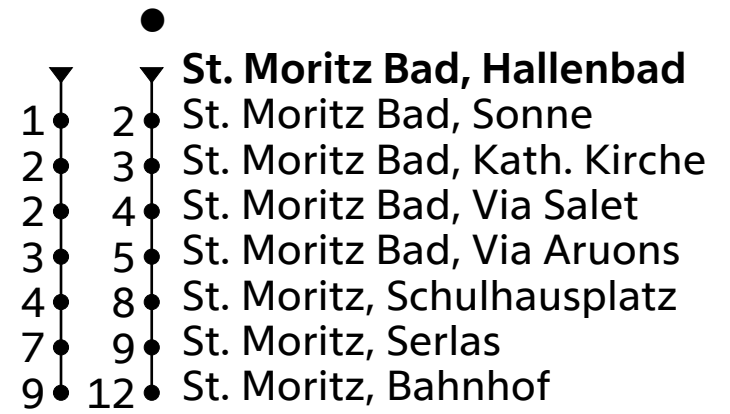 St. Moritz Bad, Hallenbad
1 2 St. Moritz Bad, Sonne
2 3 St. Moritz Bad, Kath. Kirche
2 4 St. Moritz Bad, Via Salet
3 5 St. Moritz Bad, Via Aruons
4 8 St. Moritz, Schulhausplatz
7 9 St. Moritz, Serlas
9 12 St. Moritz, Bahnhof